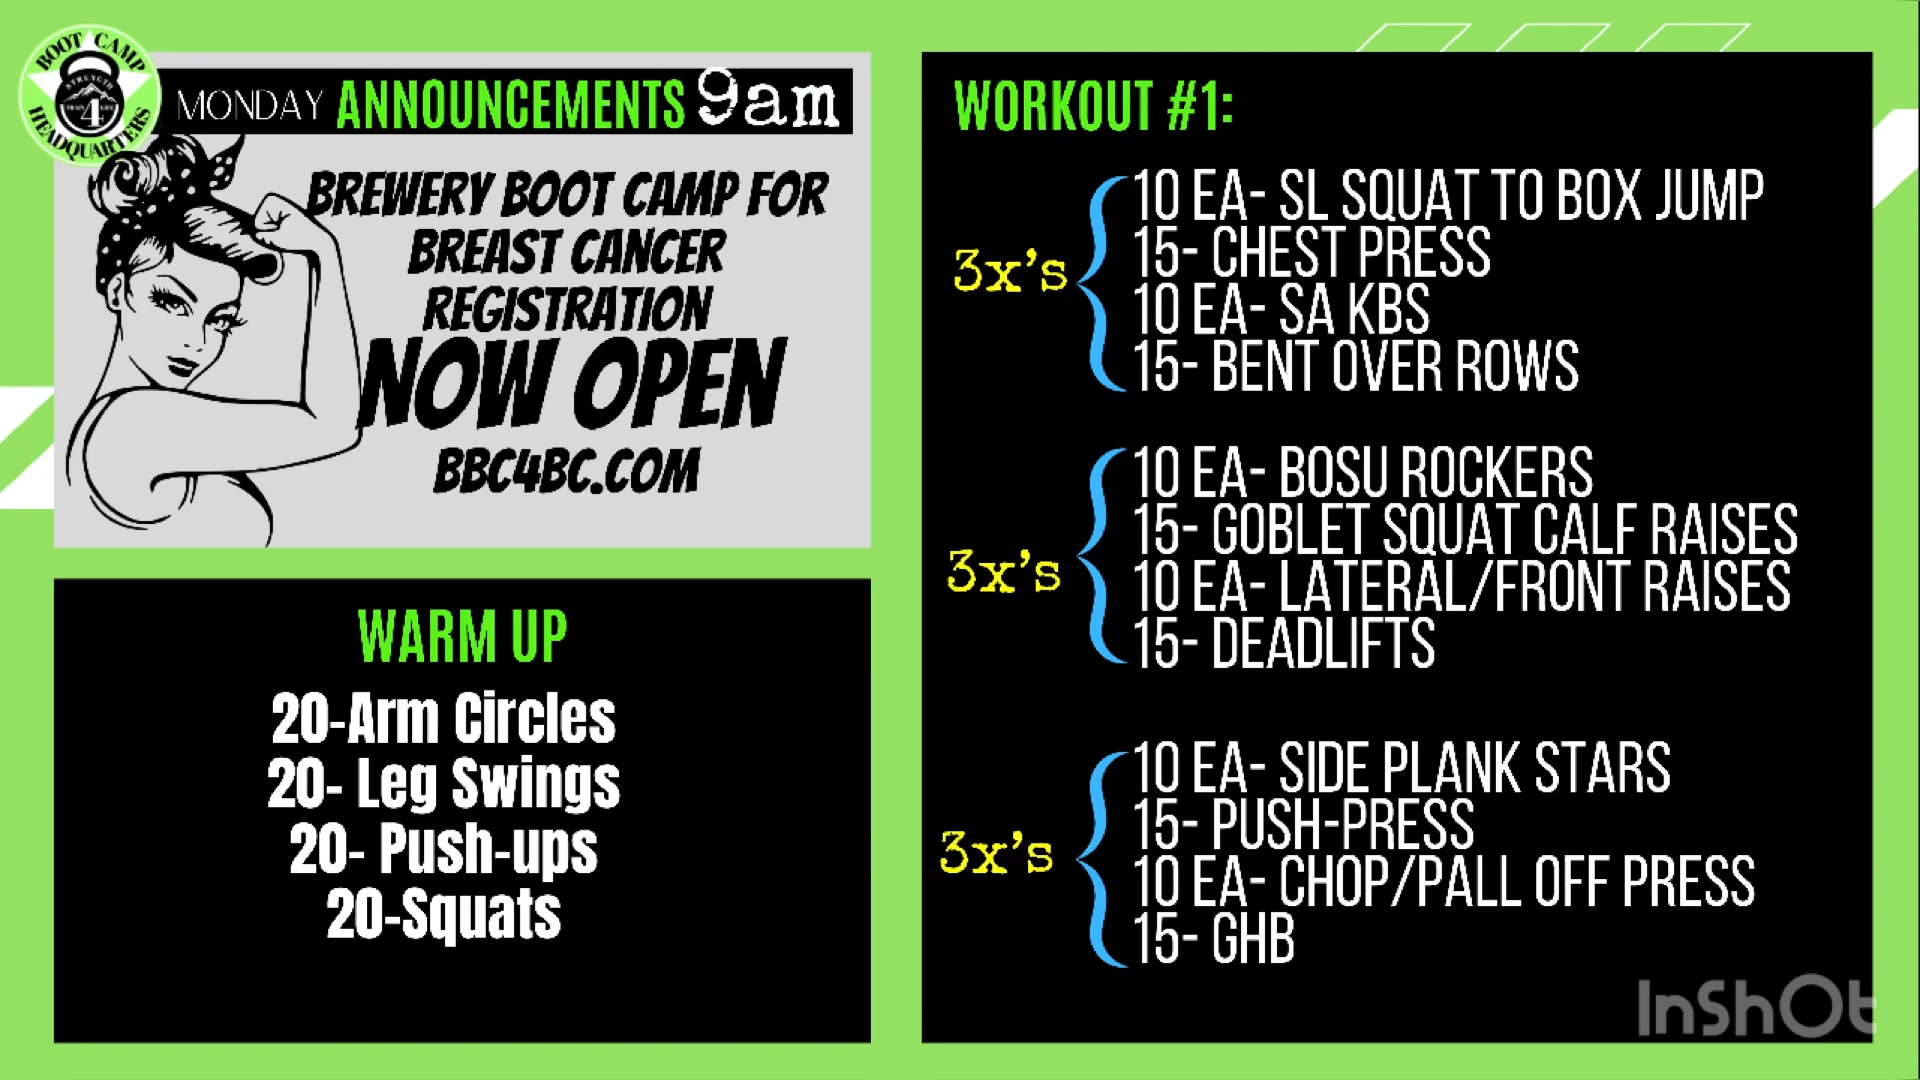 BOOT CAMP
STRENGTH
4
HEADQUARTERS
MONDAY ANNOUNCEMENTS 9am
BREWERY BOOT CAMP FOR
BREAST CANCER
REGISTRATION
NOW OPEN
BBC4BC.COM
WARM UP
20-Arm Circles
20- Leg Swings
20- Push-ups
20-Squats
WORKOUT #1:
3x's
10 EA- SL SQUAT TO BOX JUMP
15- CHEST PRESS
10 EA- SA KBS
15- BENT OVER ROWS
3x's
10 EA- BOSU ROCKERS
15- GOBLET SQUAT CALF RAISES
10 EA- LATERAL/FRONT RAISES
15- DEADLIFTS
3x's
10 EA- SIDE PLANK STARS
15- PUSH-PRESS
10 EA- CHOP/PALL OFF PRESS
15- GHB
InShOt